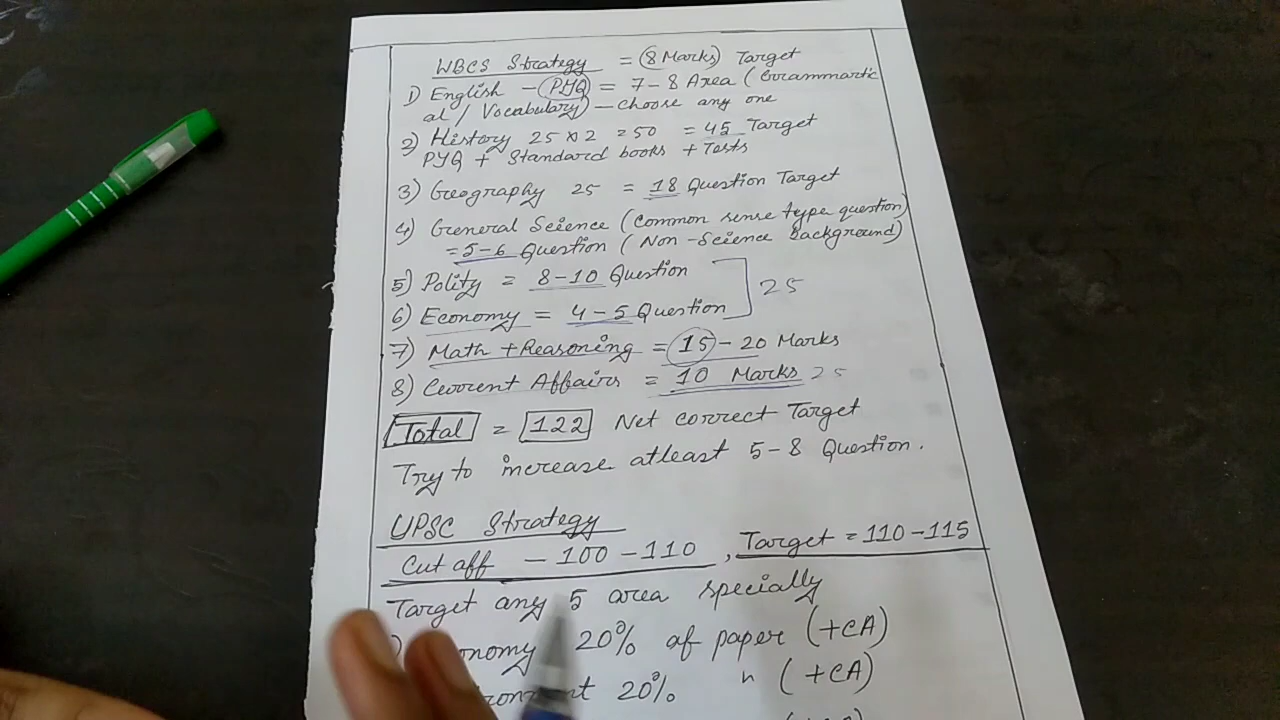 WBCS Strategy = 8 Marks) Target
1) English - (PYQ) = 7-8 Area (Grammartic
al / Vocabulary) - choose any one
2) History 25 x 2 = 50 = 45 Target
PYQ + Standard books + Tests
3) Geography 25 = 18 Question Target
4) General Science (Common sense type question)
= 5-6 Question (Non-Science Background)
5) Polity = 8-10 Question
25
6) Economy = 4-5 Question
7) Math + Reasoning = 15 - 20 Marks
8) Current Affairs = 10 Marks 25
Total = 122 Net correct Target
Try to increase atleast 5-8 Question.
UPSC Strategy
Cut off - 100-110, Target = 110-115
Target any 5 area specially
onomy 20% of paper (+CA)
ronment 20% " (+CA)